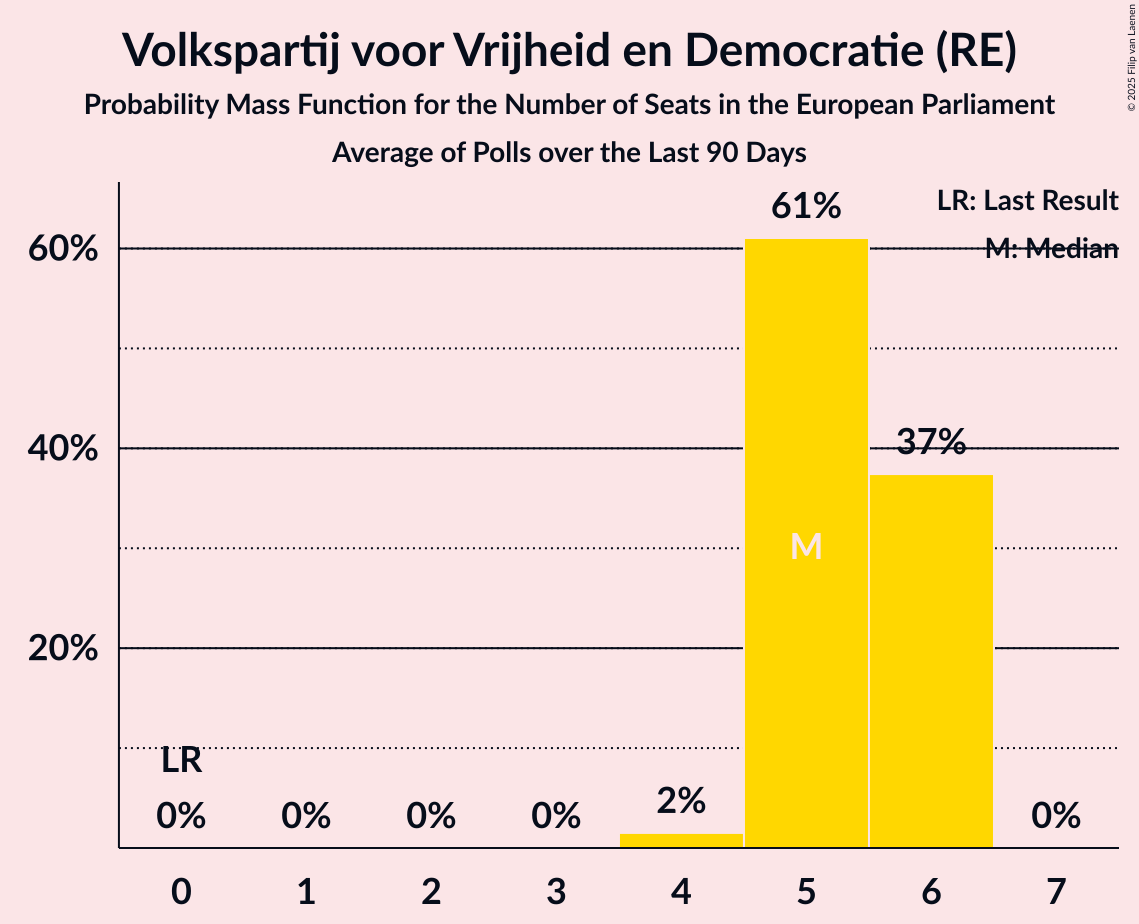 Volkspartij voor Vrijheid en Democratie (RE)
Probability Mass Function for the Number of Seats in the European Parliament
Average of Polls over the Last 90 Days
© 2025 Filip van Laenen
LR: Last Result
M: Median
60%
40%
20%
61%
37%
M
LR
0%
0%
0%
0%
2%
0%
0
1
2
3
4
5
6
7